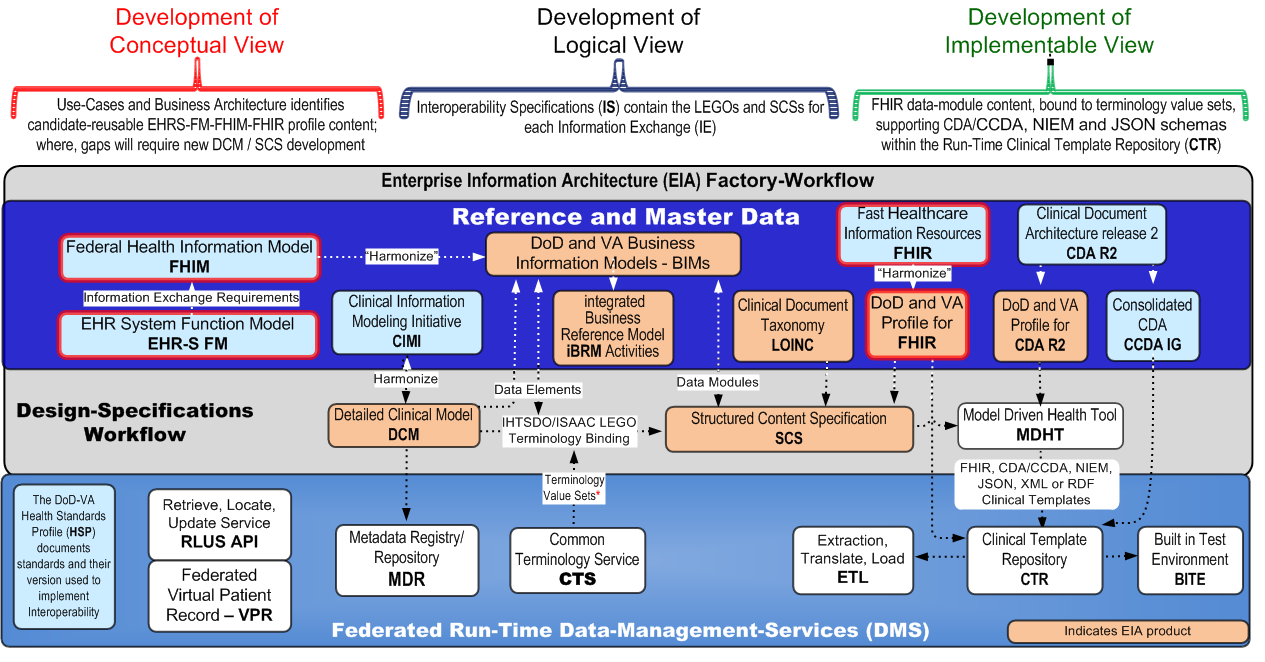 Development of
Conceptual View
Development of
Logical View
Development of
Implementable View
Use-Cases and Business Architecture identifies
candidate-reusable EHRS-FM-FHIM-FHIR profile content;
where, gaps will require new DCM / SCS development
Interoperability Specifications (IS) contain the LEGOs and SCSs for
each Information Exchange (IE)
FHIR data-module content, bound to terminology value sets,
supporting CDA/CCDA, NIEM and JSON schemas
within the Run-Time Clinical Template Repository (CTR)
Enterprise Information Architecture (EIA) Factory-Workflow
Reference and Master Data
Federal Health Information Model
FHIM
"Harmonize"
DoD and VA Business
Information Models - BIMs
Fast Healthcare
Information Resources
FHIR
Clinical Document
Architecture release 2
CDA R2
"Harmonize"
Information Exchange Requirements
EHR System Function Model
EHR-S FM
Clinical Information
Modeling Initiative
CIMI
integrated
Business
Reference Model
iBRM Activities
Clinical Document
Taxonomy
LOINC
DoD and VA
Profile for
FHIR
DoD and VA
Profile for
CDA R2
Consolidated
CDA
CCDA IG
Harmonize
Data Elements
Data Modules
Design-Specifications
Workflow
Detailed Clinical Model
DCM
IHTSDO/ISAAC LEGO
Terminology Binding
Structured Content Specification
SCS
Model Driven Health Tool
MDHT
FHIR, CDA/CCDA, NIEM,
JSON, XML or RDF
Clinical Templates
Terminology
Value Sets*
The DoD-VA
Health Standards
Profile (HSP)
documents
standards and their
version used to
implement
Interoperability
Retrieve, Locate,
Update Service
RLUS API
Federated
Virtual Patient
Record – VPR
Metadata Registry/
Repository
MDR
Common
Terminology Service
CTS
Extraction,
Translate, Load
ETL
Clinical Template
Repository
CTR
Built in Test
Environment
BITE
Federated Run-Time Data-Management-Services (DMS)
Indicates EIA product